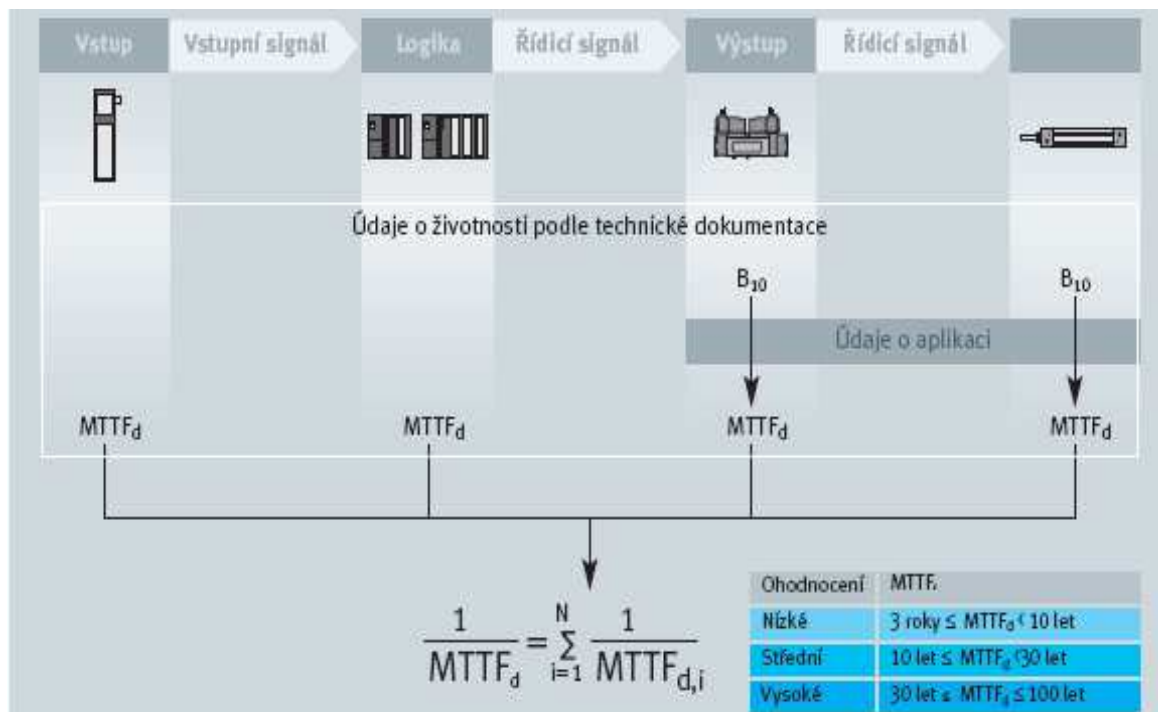 Vstup Vstupní signál Logika Řídicí signál Výstup Řídicí signál
Údaje o životnosti podle technické dokumentace
B10 B10
Údaje o aplikaci
MTTFd MTTFd MTTFd MTTFd
1/MTTFd = N Σ i=1 1/MTTFd,i
Ohodnocení MTTF
Nízké 3 roky ≤ MTTFd < 10 let
Střední 10 let ≤ MTTFd <30 let
Vysoké 30 let ≤ MTTFd ≤ 100 let